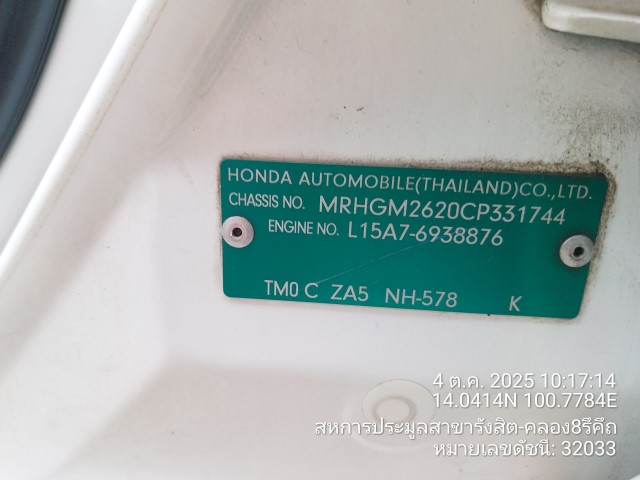 HONDA AUTOMOBILE(THAILAND)CO.,LTD.
CHASSIS NO. MRHGM2620CP331744
ENGINE NO. L15A7-6938876
TM0 C ZA5 NH-578 K
4 ต.ค. 2025 10:17:14
14.0414N 100.7784E
สหการประมูลสาขารังสิต-คลอง8รีคึถ
หมายเลขดัชนี: 32033